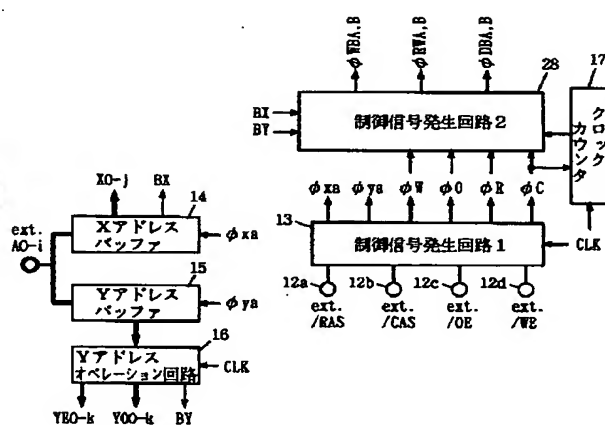 φWBA,B
φRWA,B
φDBA,B
28
17
BX
BY
制御信号発生回路2
クロック
カウンタ
X0-j
BX
14
φxa
φya
φW
φO
φR
φC
ext.
A0-i
Xアドレス
バッファ
φxa
13
制御信号発生回路1
CLK
15
Yアドレス
バッファ
φya
12a
12b
12c
12d
ext.
/RAS
ext.
/CAS
ext.
/OE
ext.
/WE
16
Yアドレス
オペレーション回路
CLK
YE0-k
YO0-k
BY